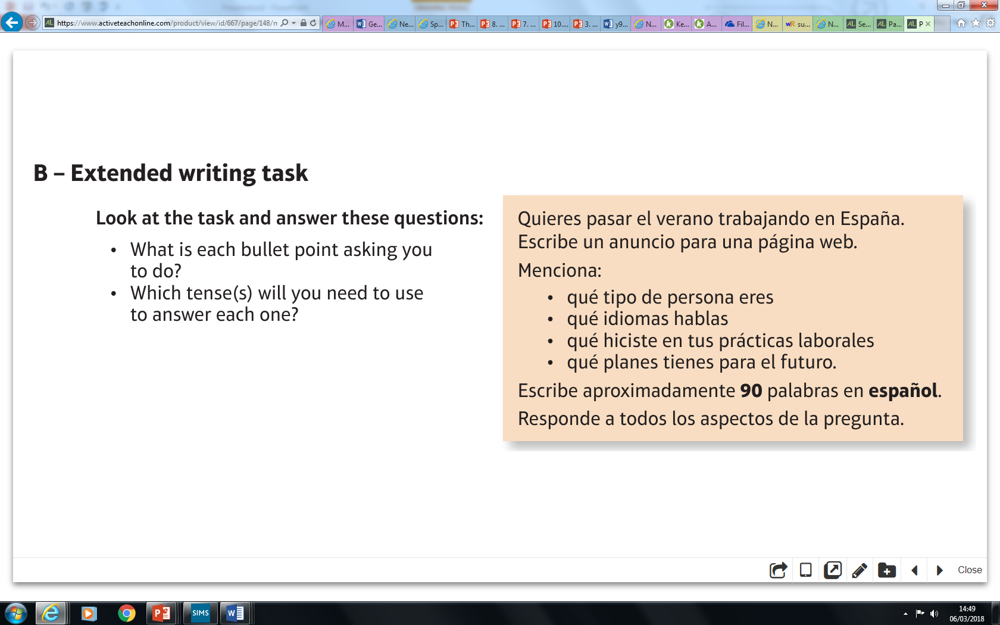 https://www.activeteachonline.com/product/view/id/667/page/148/n
M...
Ge...
Ne...
Sp...
Th...
8. ...
7. ...
10....
3. ...
y9...
N...
Ke...
A...
Fil...
N...
su...
N...
Se...
Pa...
P
B – Extended writing task
Look at the task and answer these questions:
• What is each bullet point asking you
to do?
• Which tense(s) will you need to use
to answer each one?
Quieres pasar el verano trabajando en España.
Escribe un anuncio para una página web.
Menciona:
• qué tipo de persona eres
• qué idiomas hablas
• qué hiciste en tus prácticas laborales
• qué planes tienes para el futuro.
Escribe aproximadamente 90 palabras en español.
Responde a todos los aspectos de la pregunta.
Close
SIMS
14:49
06/03/2018